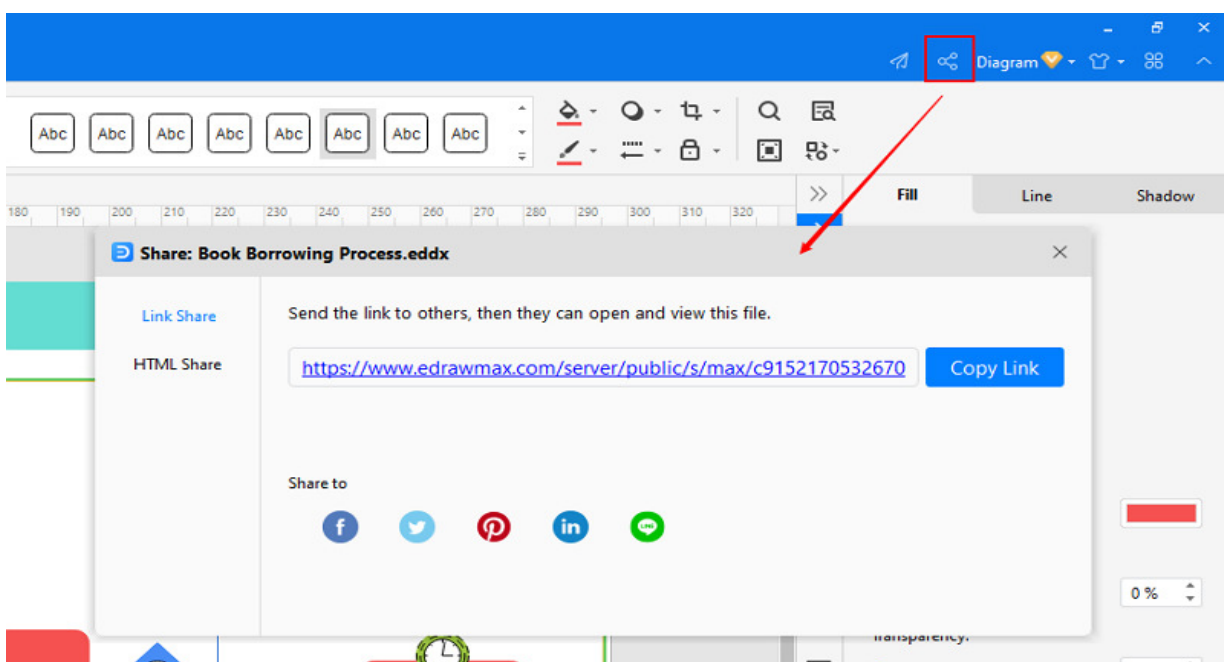 Diagram
Abc Abc Abc Abc Abc Abc Abc Abc
Fill Line Shadow
180 190 200 210 220 230 240 250 260 270 280 290 300 310 320
Share: Book Borrowing Process.eddx
Link Share
HTML Share
Send the link to others, then they can open and view this file.
https://www.edrawmax.com/server/public/s/max/c9152170532670
Copy Link
Share to
LINE
0 %
Transparency: